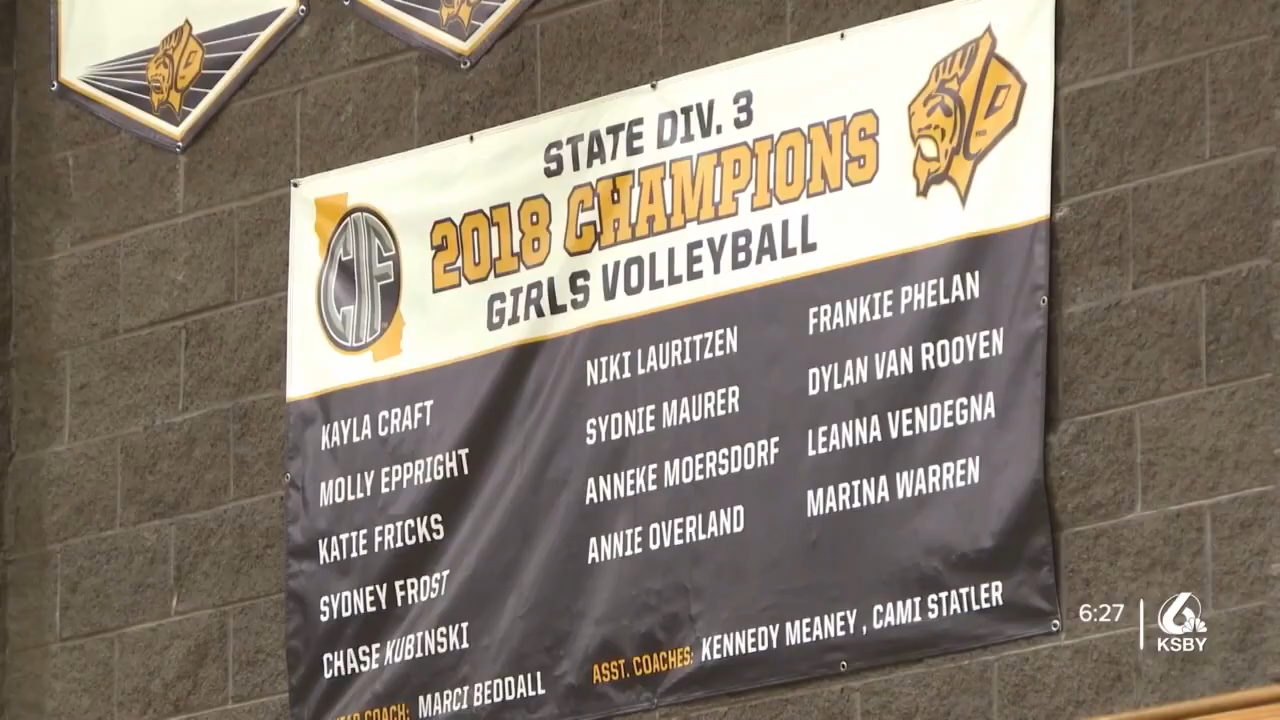 STATE DIV. 3
2018 CHAMPIONS
GIRLS VOLLEYBALL
CIF
KAYLA CRAFT
MOLLY EPPRIGHT
KATIE FRICKS
SYDNEY FROST
CHASE KUBINSKI
NIKI LAURITZEN
SYDNIE MAURER
ANNEKE MOERSDORF
ANNIE OVERLAND
FRANKIE PHELAN
DYLAN VAN ROOYEN
LEANNA VENDEGNA
MARINA WARREN
COACH: MARCI BEDDALL
ASST. COACHES: KENNEDY MEANEY , CAMI STATLER
6:27
6
KSBY